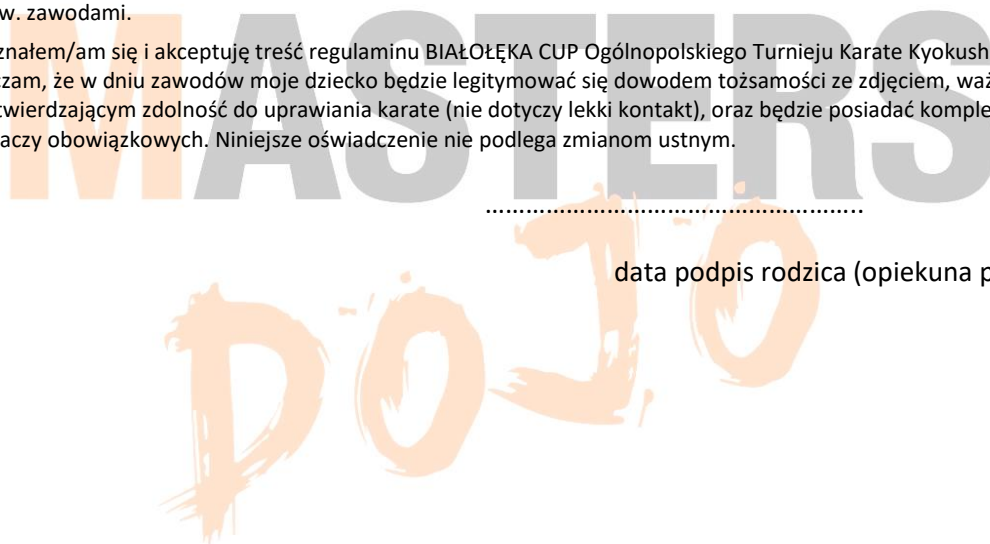 w. zawodami.
znałem/am się i akceptuję treść regulaminu BIAŁOŁĘKA CUP Ogólnopolskiego Turnieju Karate Kyokush
czam, że w dniu zawodów moje dziecko będzie legitymować się dowodem tożsamości ze zdjęciem, waż
twierdzającym zdolność do uprawiania karate (nie dotyczy lekki kontakt), oraz będzie posiadać komple
aczy obowiązkowych. Niniejsze oświadczenie nie podlega zmianom ustnym.
MASTERS
………………………………………………..
data podpis rodzica (opiekuna p
DOJO